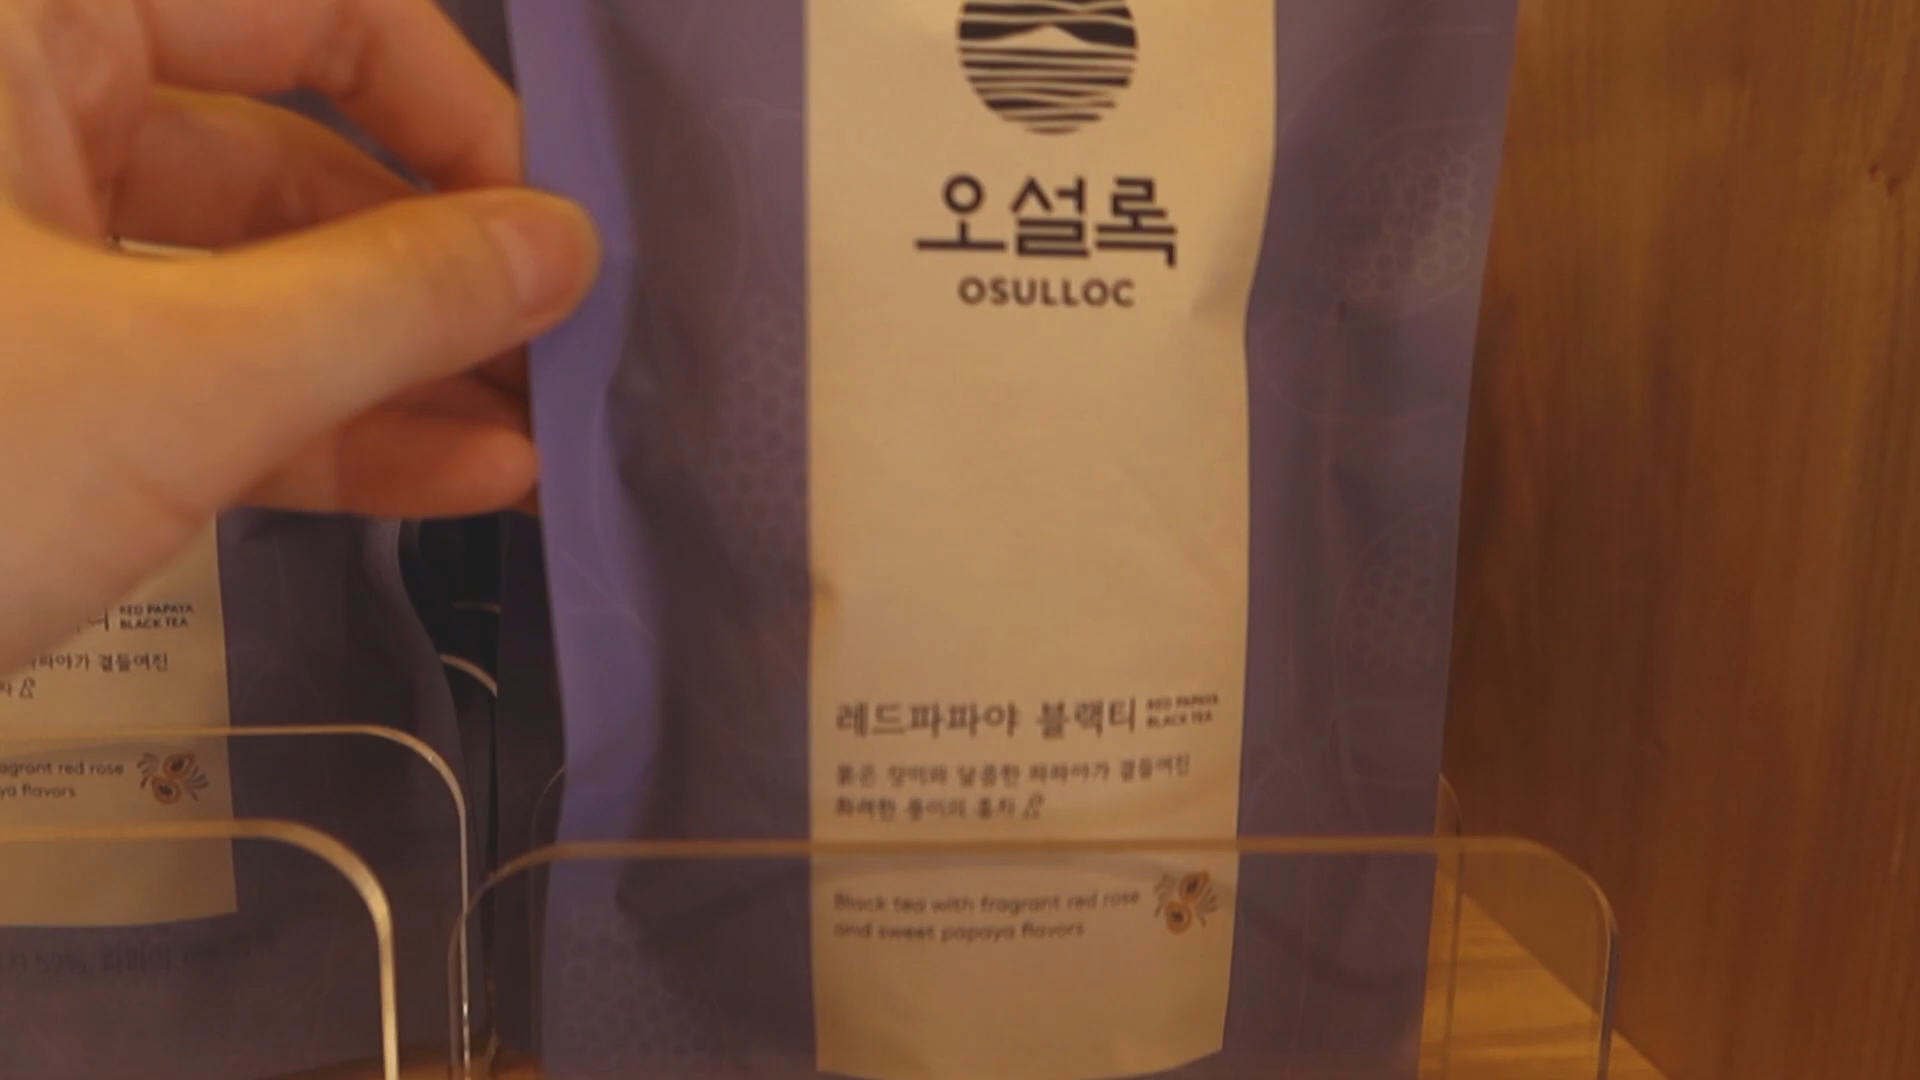 오설록
OSULLOC
레드파파야 블랙티
RED PAPAYA
BLACK TEA
붉은 장미와 달콤한 파파야가 곁들여진
화려한 풍미의 홍차
Black tea with fragrant red rose
and sweet papaya flavors
RED PAPAYA
BLACK TEA
파파야가 곁들여진
agrant red rose
ya flavors